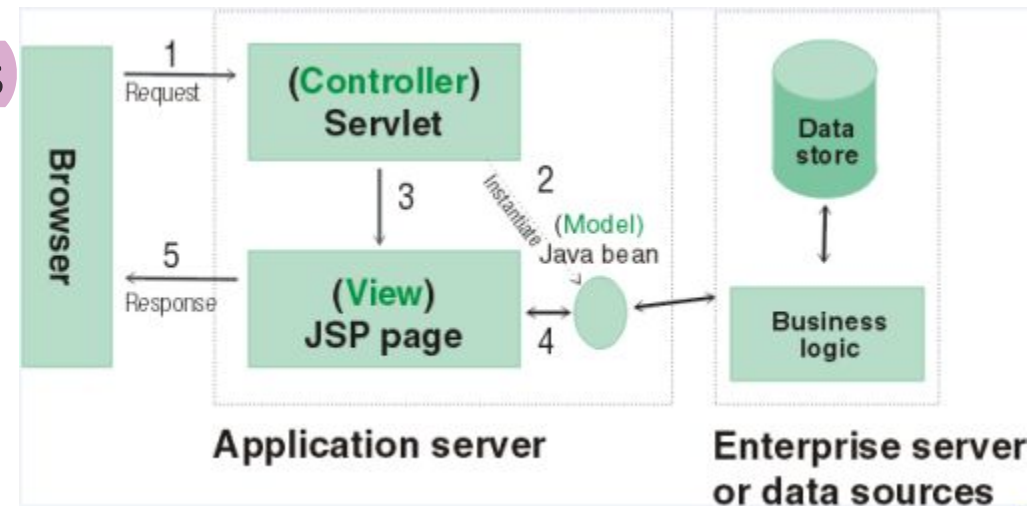 1
Request
Browser
(Controller)
Servlet
2
Instantiate
3
(Model)
Java bean
5
Response
(View)
JSP page
4
Data
store
Business
logic
Application server
Enterprise server
or data sources